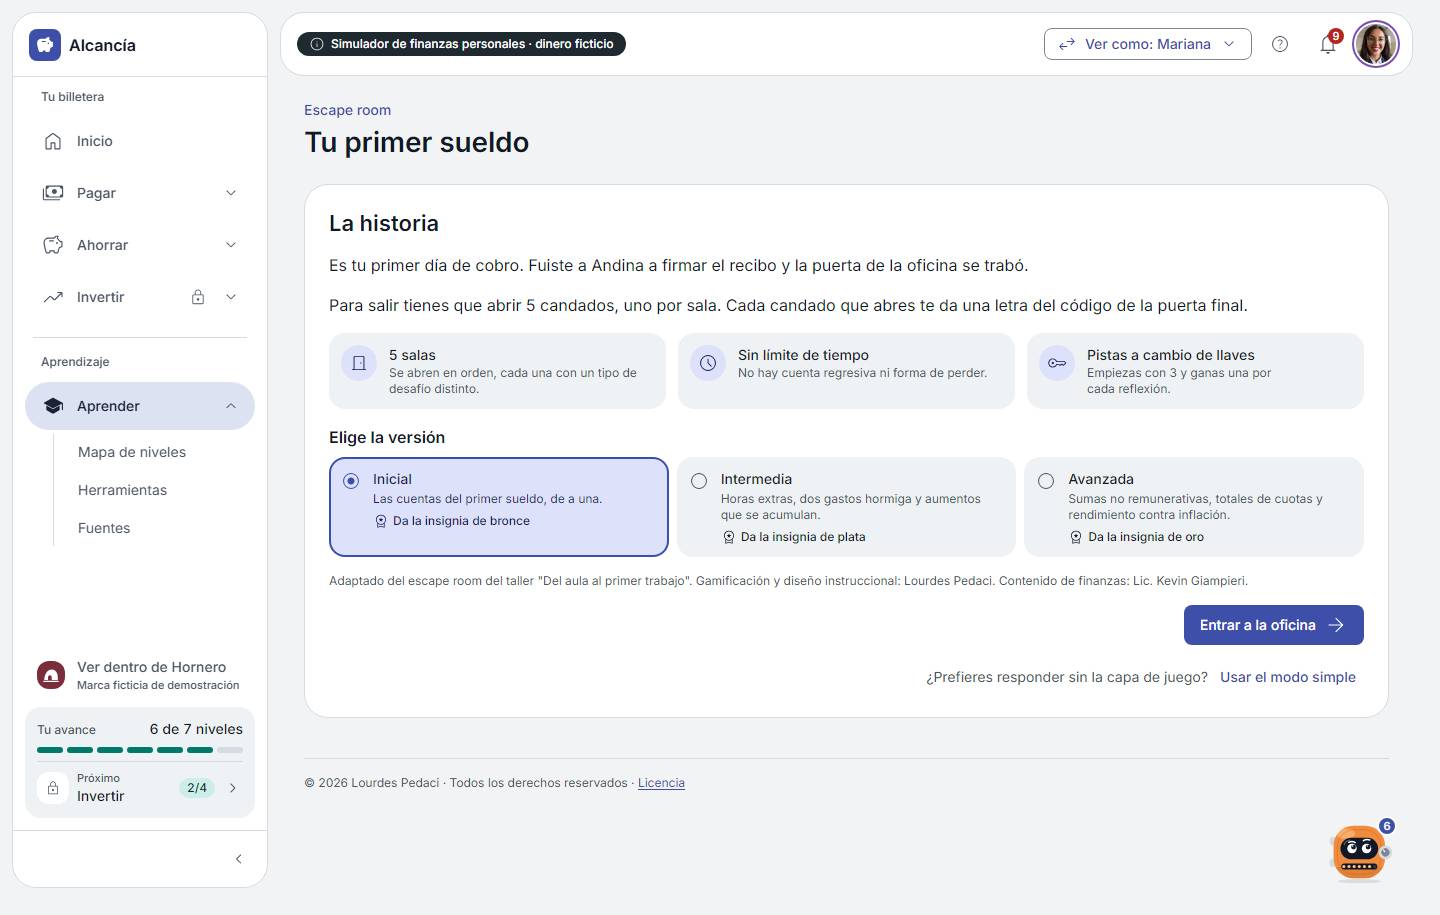 Alcancía
Simulador de finanzas personales · dinero ficticio
Ver como: Mariana
9
Tu billetera
Inicio
Pagar
Ahorrar
Invertir
Aprendizaje
Aprender
Mapa de niveles
Herramientas
Fuentes
Ver dentro de Hornero
Marca ficticia de demostración
Tu avance
6 de 7 niveles
Próximo
Invertir
2/4
Escape room
Tu primer sueldo
La historia
Es tu primer día de cobro. Fuiste a Andina a firmar el recibo y la puerta de la oficina se trabó.
Para salir tienes que abrir 5 candados, uno por sala. Cada candado que abres te da una letra del código de la puerta final.
5 salas
Se abren en orden, cada una con un tipo de
desafío distinto.
Sin límite de tiempo
No hay cuenta regresiva ni forma de perder.
Pistas a cambio de llaves
Empiezas con 3 y ganas una por
cada reflexión.
Elige la versión
Inicial
Las cuentas del primer sueldo, de a una.
Da la insignia de bronce
Intermedia
Horas extras, dos gastos hormiga y aumentos
que se acumulan.
Da la insignia de plata
Avanzada
Sumas no remunerativas, totales de cuotas y
rendimiento contra inflación.
Da la insignia de oro
Adaptado del escape room del taller "Del aula al primer trabajo". Gamificación y diseño instruccional: Lourdes Pedaci. Contenido de finanzas: Lic. Kevin Giampieri.
Entrar a la oficina
¿Prefieres responder sin la capa de juego? Usar el modo simple
© 2026 Lourdes Pedaci · Todos los derechos reservados · Licencia
6